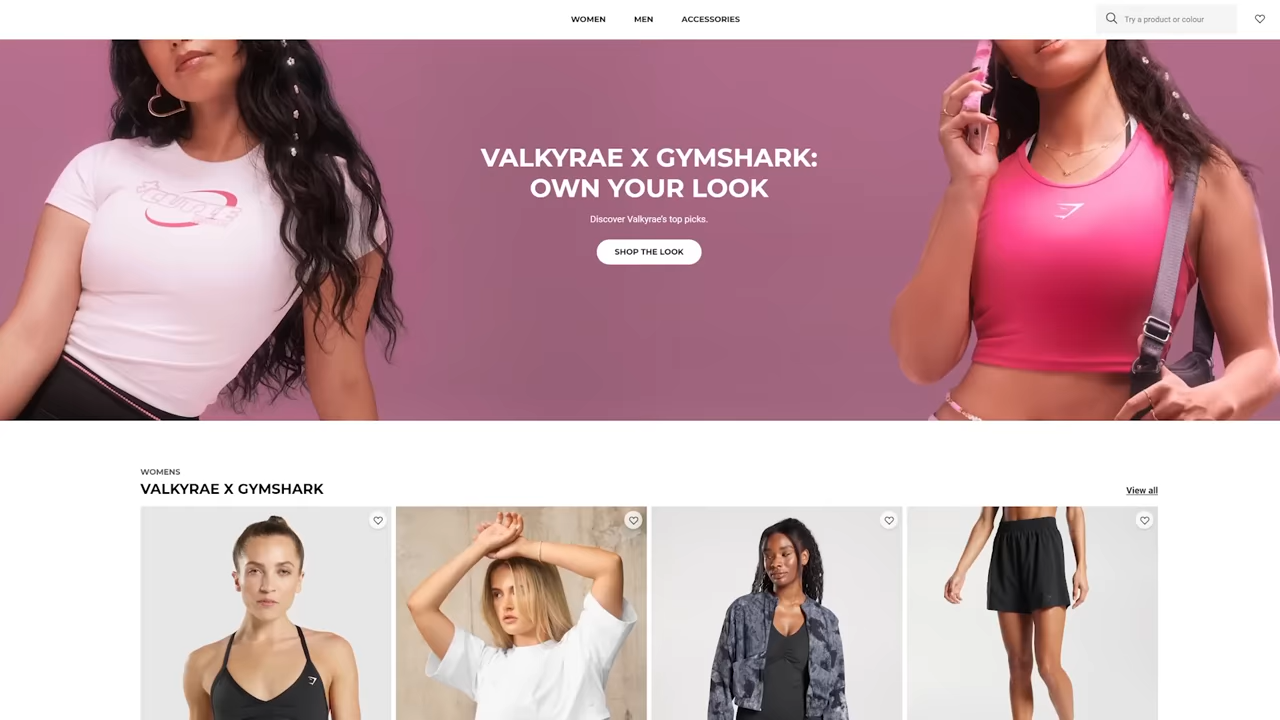 WOMEN MEN ACCESSORIES
Try a product or colour
CUTIE
VALKYRAE X GYMSHARK:
OWN YOUR LOOK
Discover Valkyrae's top picks.
SHOP THE LOOK
WOMENS
VALKYRAE X GYMSHARK
View all